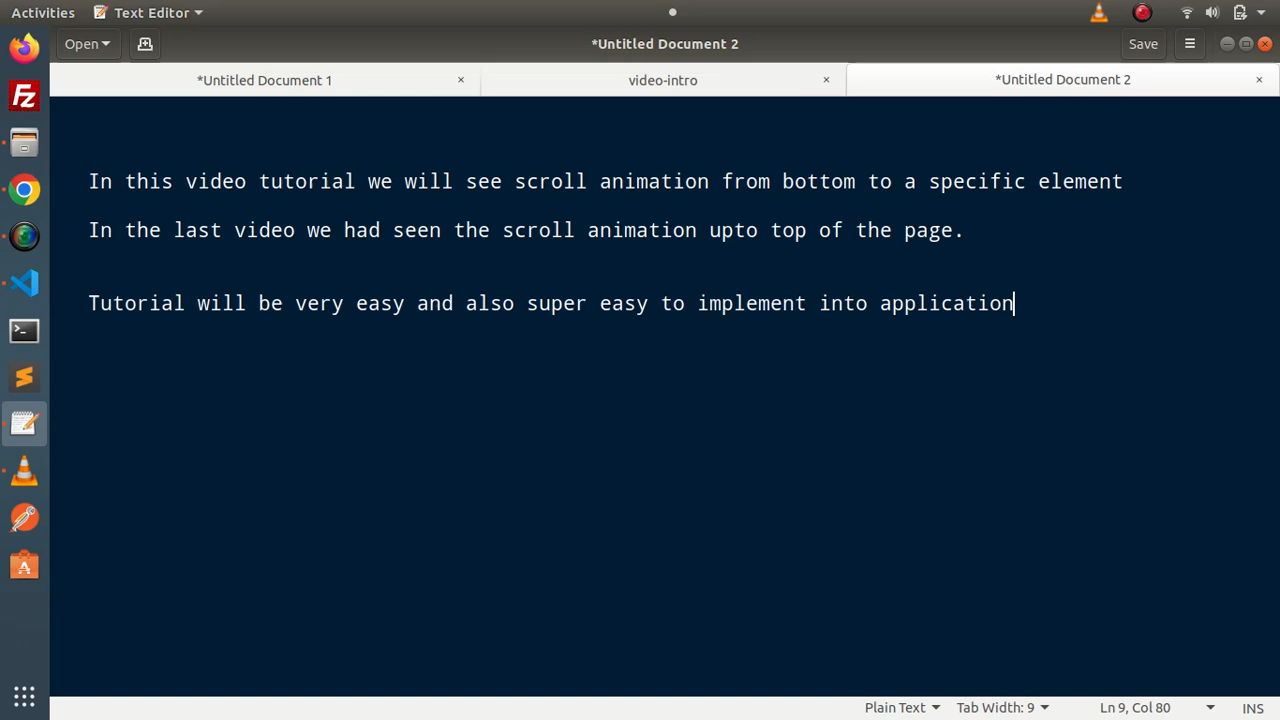 Activities Text Editor
Open *Untitled Document 2 Save
*Untitled Document 1 video-intro *Untitled Document 2
In this video tutorial we will see scroll animation from bottom to a specific element
In the last video we had seen the scroll animation upto top of the page.
Tutorial will be very easy and also super easy to implement into application
Plain Text Tab Width: 9 Ln 9, Col 80 INS